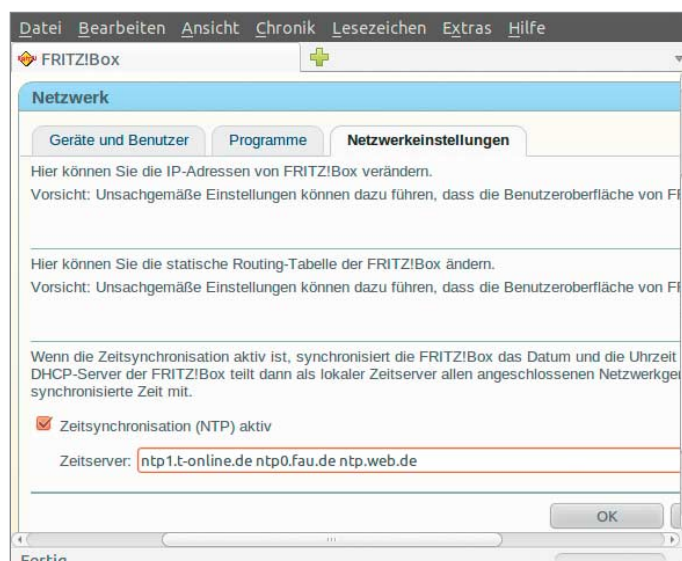 Datei Bearbeiten Ansicht Chronik Lesezeichen Extras Hilfe
FRITZ!Box
Netzwerk
Geräte und Benutzer Programme Netzwerkeinstellungen
Hier können Sie die IP-Adressen von FRITZ!Box verändern.
Vorsicht: Unsachgemäße Einstellungen können dazu führen, dass die Benutzeroberfläche von
Hier können Sie die statische Routing-Tabelle der FRITZ!Box ändern.
Vorsicht: Unsachgemäße Einstellungen können dazu führen, dass die Benutzeroberfläche von
Wenn die Zeitsynchronisation aktiv ist, synchronisiert die FRITZ!Box das Datum und die Uhrzeit
DHCP-Server der FRITZ!Box teilt dann als lokaler Zeitserver allen angeschlossenen
synchronisierte Zeit mit.
Zeitsynchronisation (NTP) aktiv
Zeitserver: ntp1.t-online.de ntp0.fau.de ntp.web.de
OK
Fertig